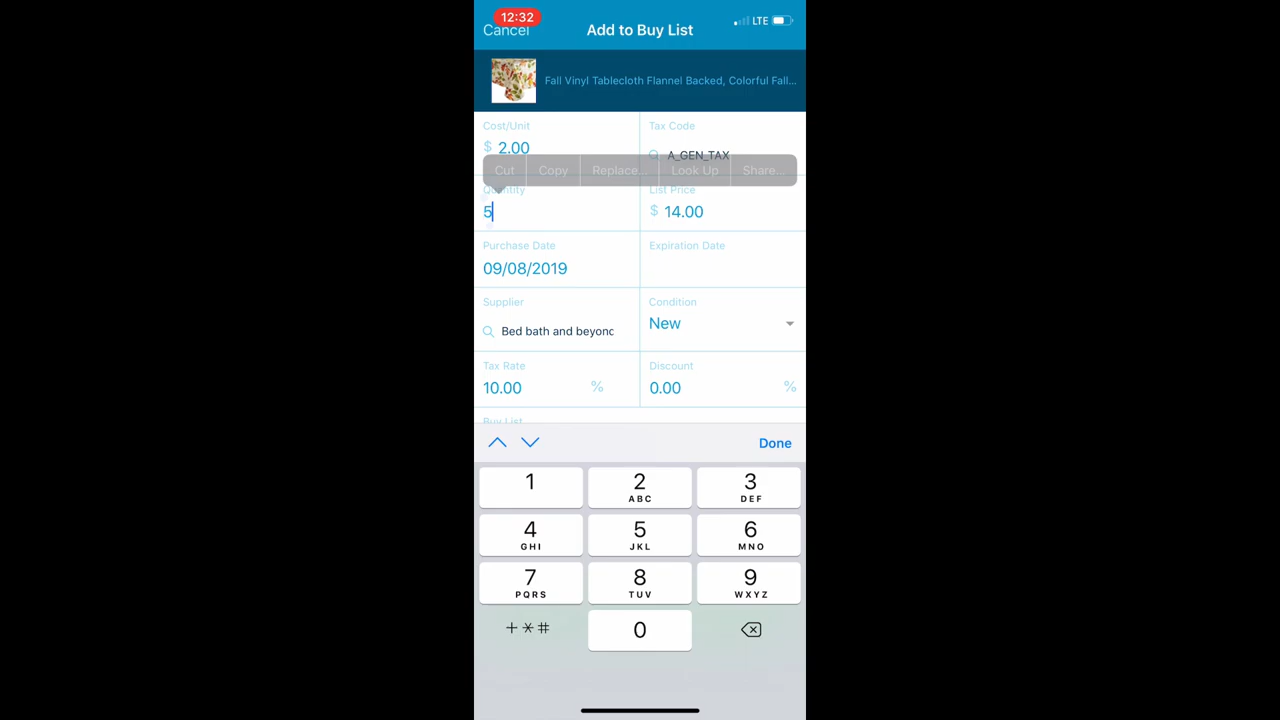 12:32
LTE
Cancel
Add to Buy List
Fall Vinyl Tablecloth Flannel Backed, Colorful Fall...
Cost/Unit
Tax Code
$ 2.00
A_GEN_TAX
Cut Copy Replace... Look Up Share...
Quantity
List Price
5
$ 14.00
Purchase Date
Expiration Date
09/08/2019
Supplier
Condition
Bed bath and beyonc
New
Tax Rate
Discount
10.00 %
0.00 %
Buy List
Done
1
2 ABC
3 DEF
4 GHI
5 JKL
6 MNO
7 PQRS
8 TUV
9 WXYZ
+*#
0